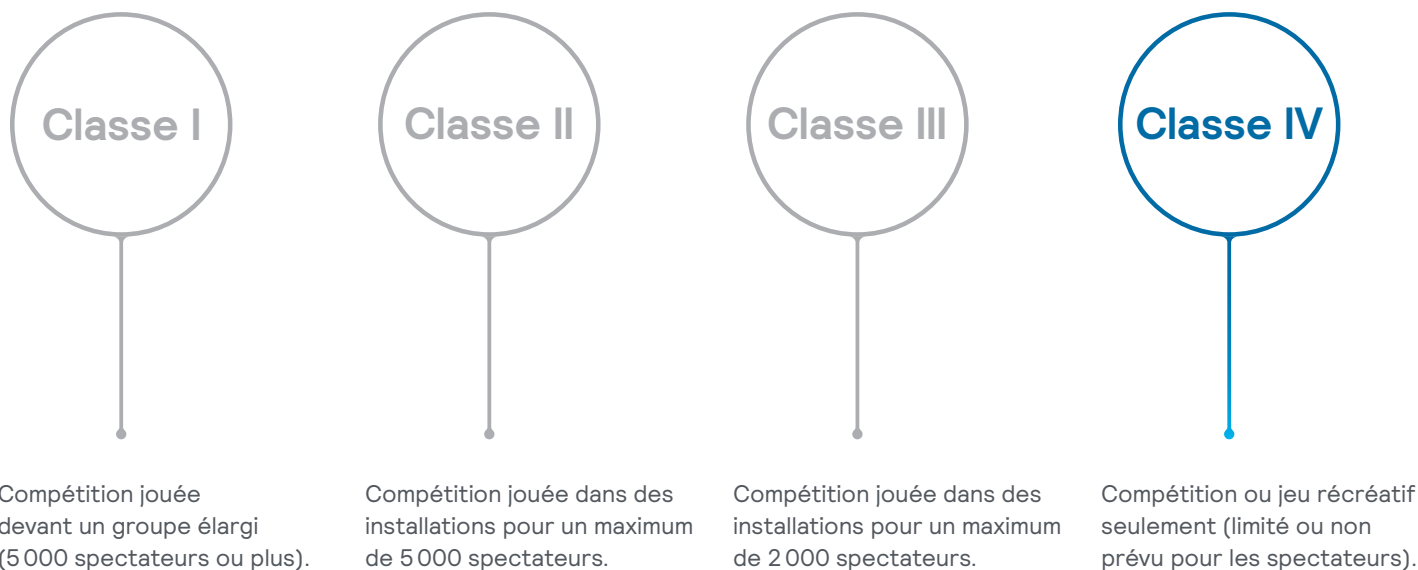 Classe I
Classe II
Classe III
Classe IV
Compétition jouée
devant un groupe élargi
(5 000 spectateurs ou plus).
Compétition jouée dans des
installations pour un maximum
de 5 000 spectateurs.
Compétition jouée dans des
installations pour un maximum
de 2 000 spectateurs.
Compétition ou jeu récréatif
seulement (limité ou non
prévu pour les spectateurs).